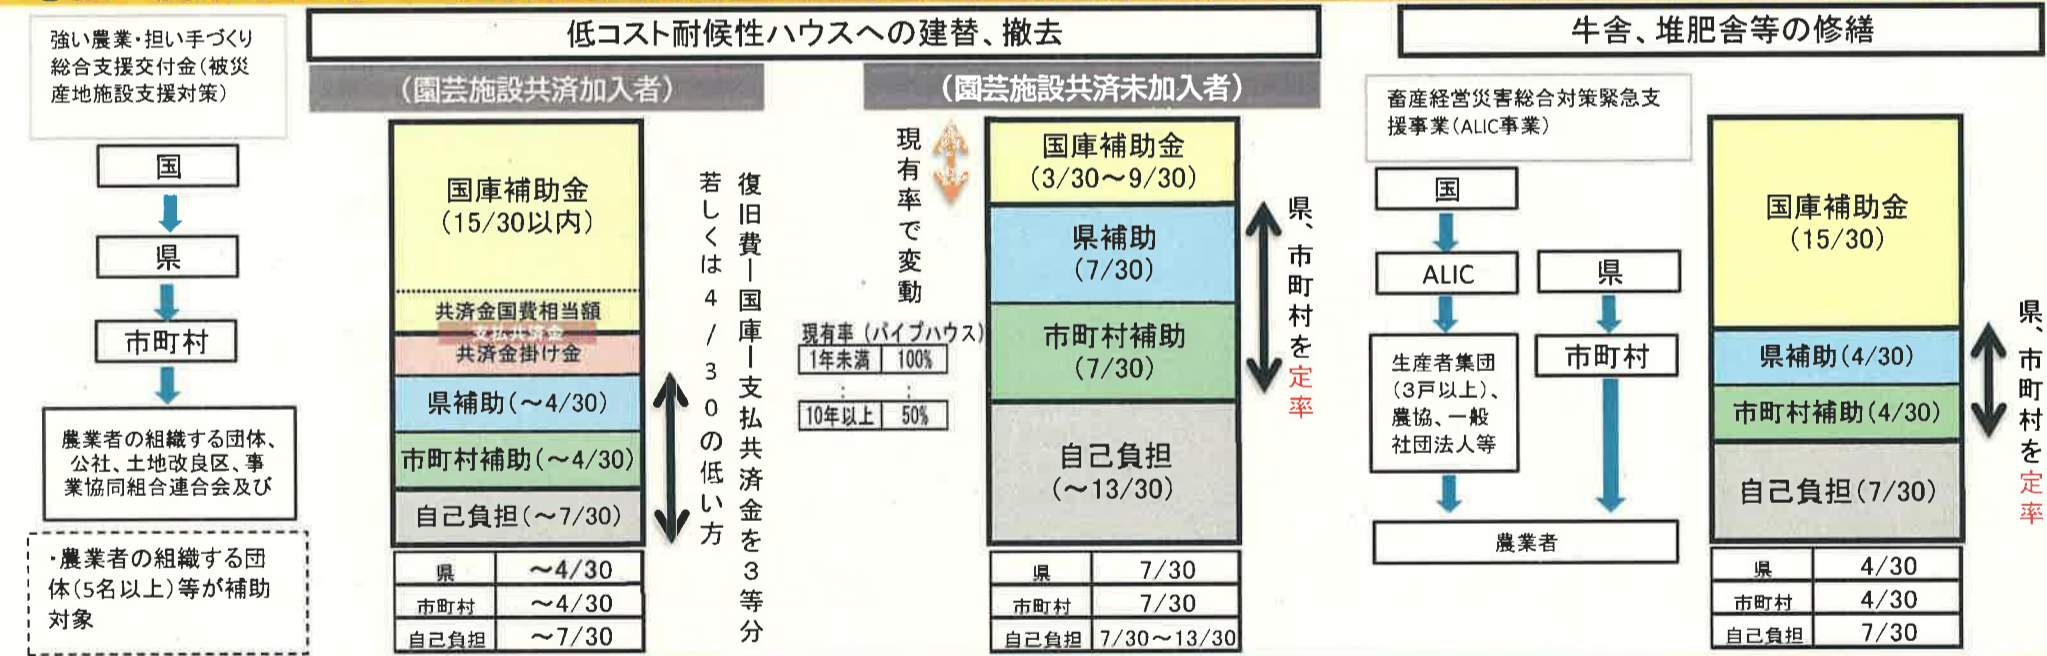 強い農業・担い手づくり
総合支援交付金(被災
産地施設支援対策)
国
県
市町村
農業者の組織する団体、
公社、土地改良区、事
業協同組合連合会及び
・農業者の組織する団
体(5名以上)等が補助
対象
低コスト耐候性ハウスへの建替、撤去
(園芸施設共済加入者)
国庫補助金
(15/30以内)
共済金国費相当額
支払共済金
共済金掛け金
県補助(~4/30)
市町村補助(~4/30)
自己負担(~7/30)
県 ~4/30
市町村 ~4/30
自己負担 ~7/30
復旧費ー国庫ー支払共済金を3等分
若しくは4/30の低い方
(園芸施設共済未加入者)
現有率で変動
現有率(パイプハウス)
1年未満 100%
: :
10年以上 50%
国庫補助金
(3/30~9/30)
県補助
(7/30)
市町村補助
(7/30)
自己負担
(~13/30)
県、市町村を定率
県 7/30
市町村 7/30
自己負担 7/30~13/30
牛舎、堆肥舎等の修繕
畜産経営災害総合対策緊急支
援事業(ALIC事業)
国
ALIC
県
生産者集団
(3戸以上)、
農協、一般
社団法人等
市町村
農業者
国庫補助金
(15/30)
県補助(4/30)
市町村補助(4/30)
自己負担(7/30)
県、市町村を定率
県 4/30
市町村 4/30
自己負担 7/30